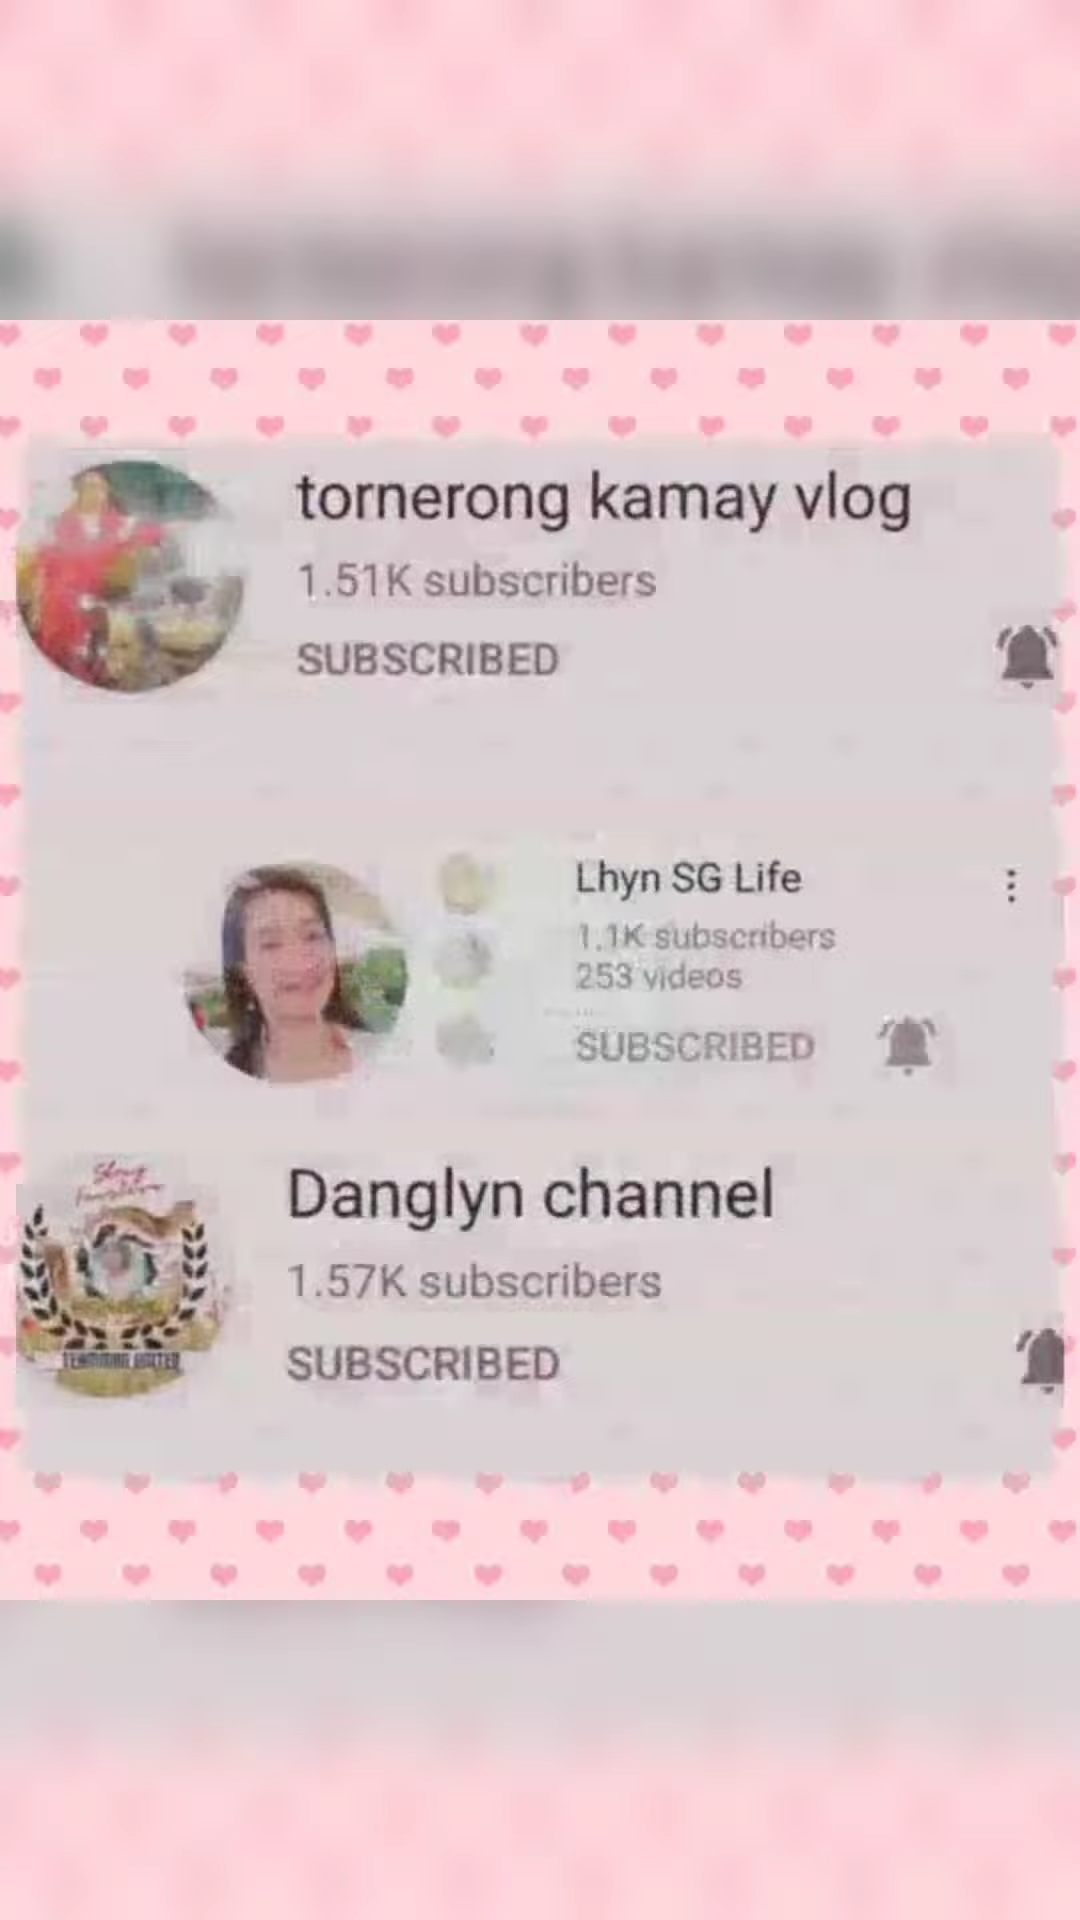 tornerong kamay vlog
1.51K subscribers
SUBSCRIBED
Lhyn SG Life
1.1K subscribers
253 videos
SUBSCRIBED
Danglyn channel
1.57K subscribers
SUBSCRIBED